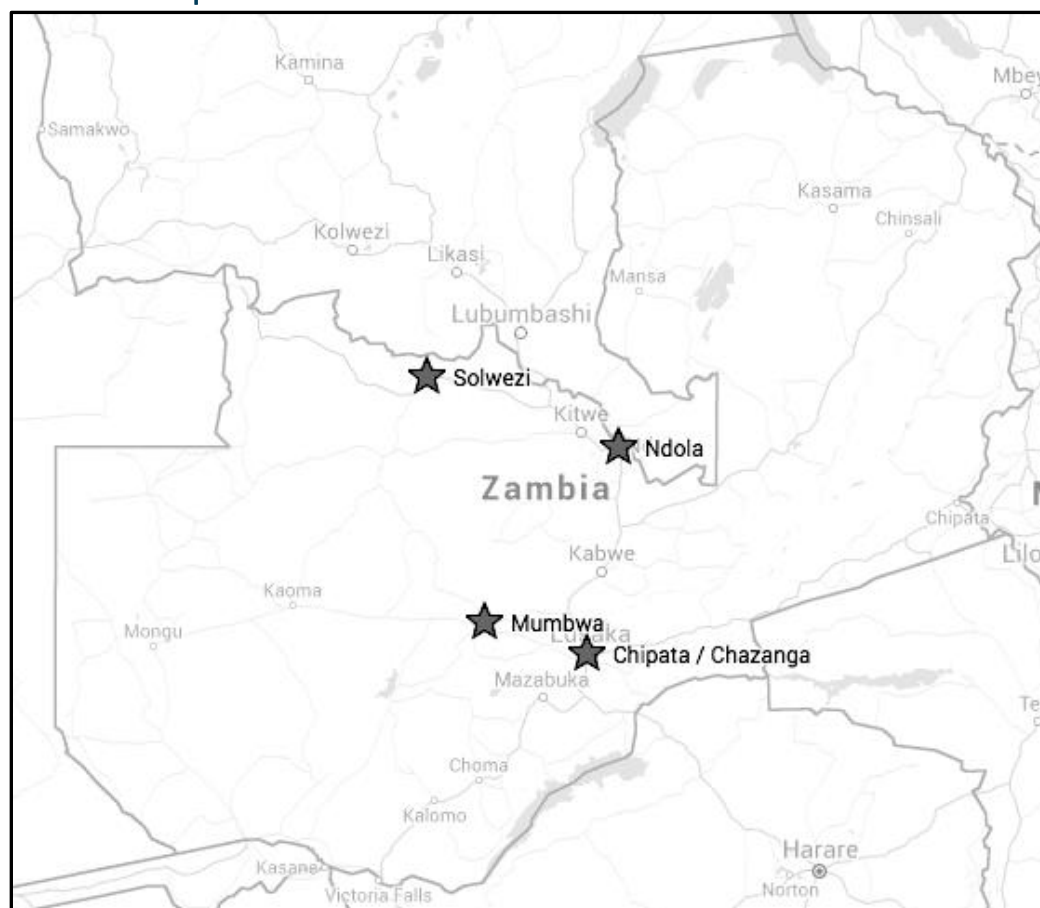 Kamina
Mbey
Samakwo
Kasama
Chinsali
Kolwezi
Likasi
Mansa
Lubumbashi
Solwezi
Kitwe
Ndola
Zambia
Chipata
Kabwe
Lilo
Kaoma
Mumbwa
Lusaka
Mongu
Chipata / Chazanga
Mazabuka
Te
Choma
Kalomo
Harare
Kasane
Norton
Victoria Falls